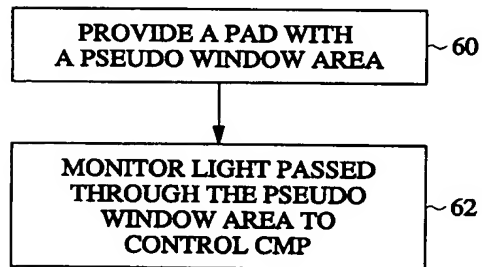 PROVIDE A PAD WITH
A PSEUDO WINDOW AREA
60
MONITOR LIGHT PASSED
THROUGH THE PSEUDO
WINDOW AREA TO
CONTROL CMP
62